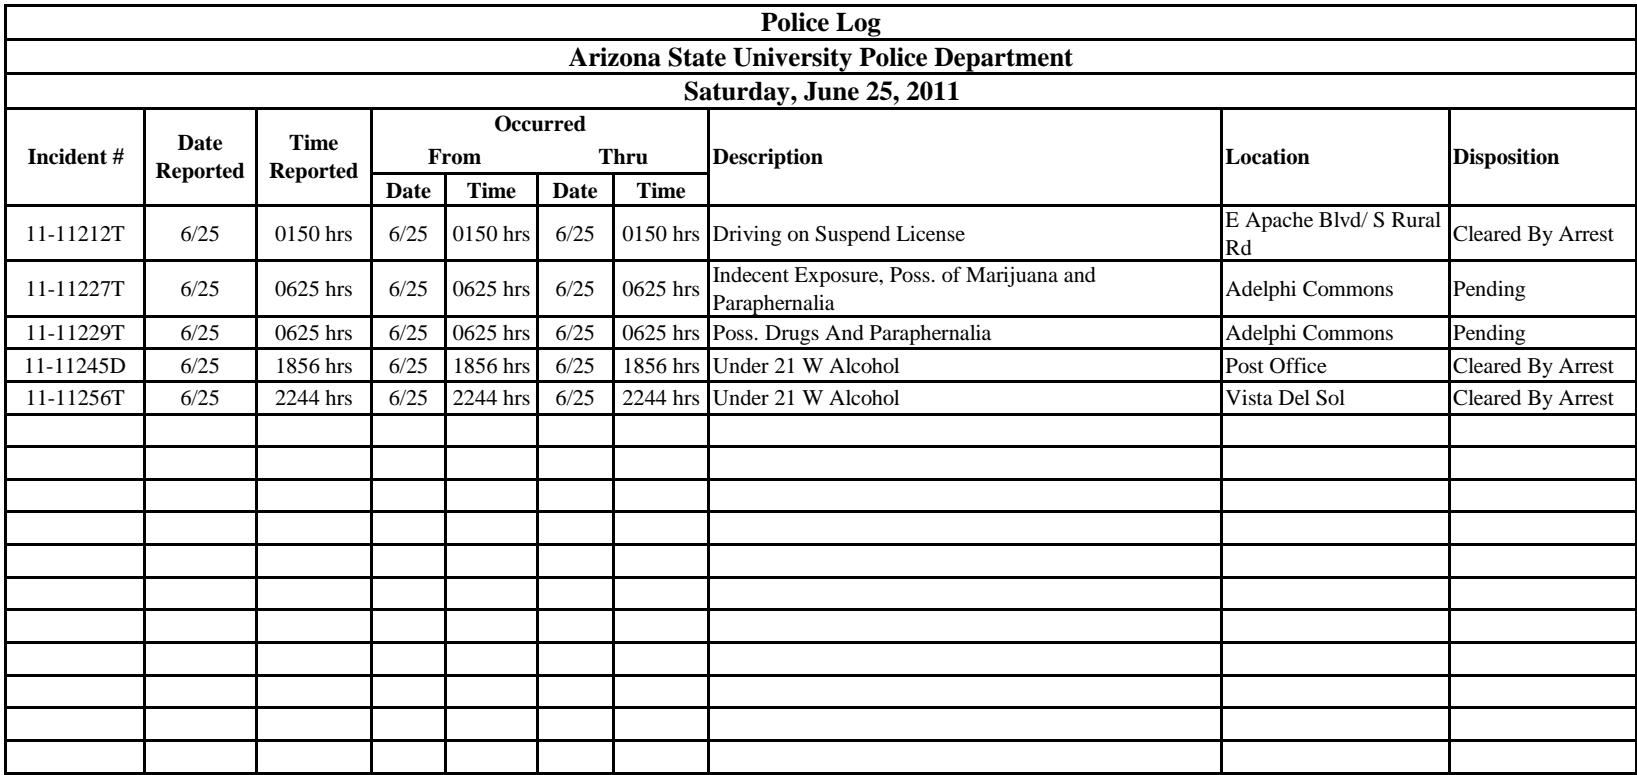 Police Log
Arizona State University Police Department
Saturday, June 25, 2011
Incident # Date Reported Time Reported Occurred Description Location Disposition
From Thru
Date Time Date Time
11-11212T 6/25 0150 hrs 6/25 0150 hrs 6/25 0150 hrs Driving on Suspend License E Apache Blvd/ S Rural Rd Cleared By Arrest
11-11227T 6/25 0625 hrs 6/25 0625 hrs 6/25 0625 hrs Indecent Exposure, Poss. of Marijuana and Paraphernalia Adelphi Commons Pending
11-11229T 6/25 0625 hrs 6/25 0625 hrs 6/25 0625 hrs Poss. Drugs And Paraphernalia Adelphi Commons Pending
11-11245D 6/25 1856 hrs 6/25 1856 hrs 6/25 1856 hrs Under 21 W Alcohol Post Office Cleared By Arrest
11-11256T 6/25 2244 hrs 6/25 2244 hrs 6/25 2244 hrs Under 21 W Alcohol Vista Del Sol Cleared By Arrest